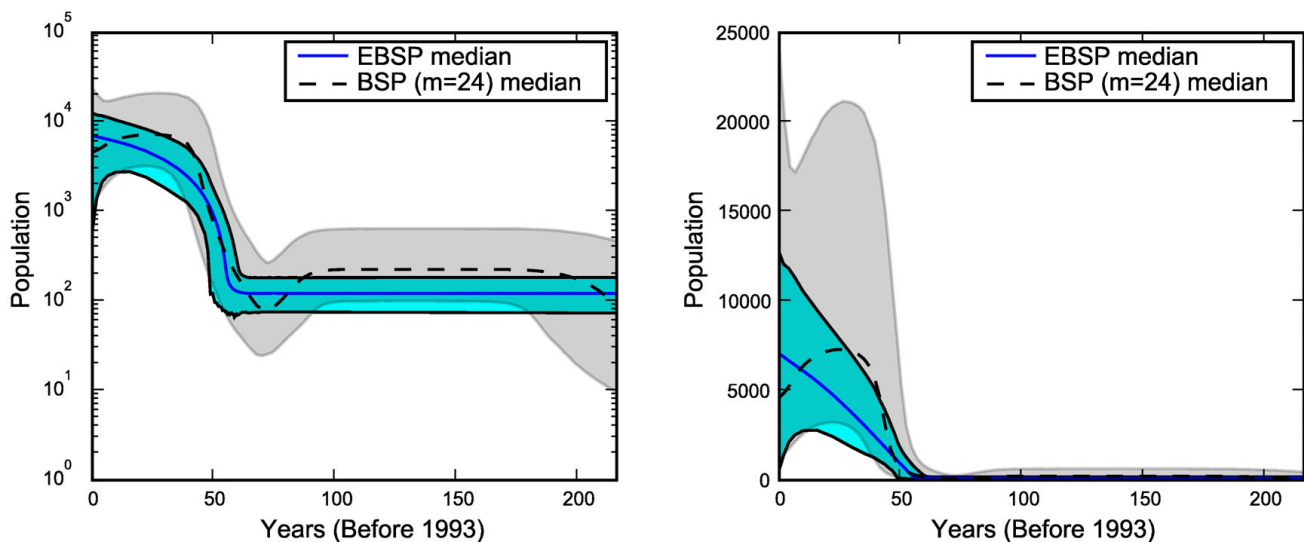 10^5
10^4
10^3
10^2
10^1
10^0
Population
EBSP median
BSP (m=24) median
0
50
100
150
200
Years (Before 1993)
25000
20000
15000
10000
5000
0
Population
EBSP median
BSP (m=24) median
0
50
100
150
200
Years (Before 1993)